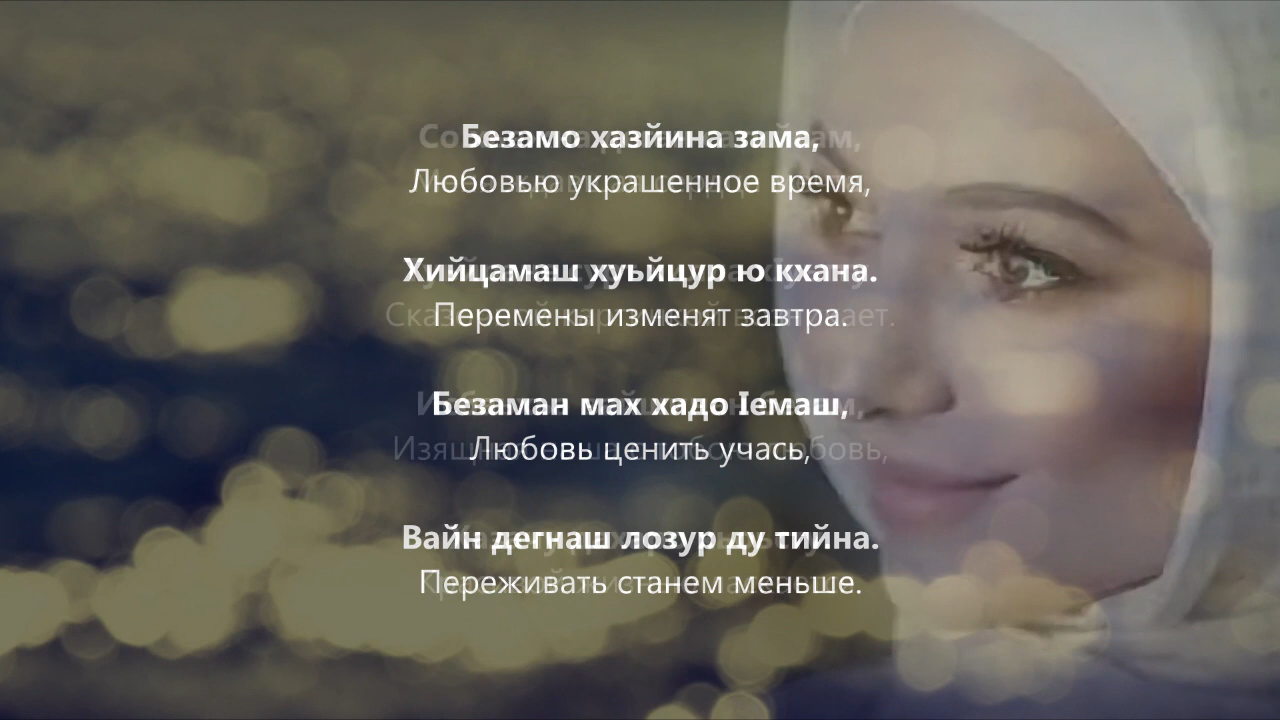 Безамо хазйина зама,
Любовью украшенное время,
Хийцамаш хуьйцур ю кхана.
Перемены изменят завтра.
Безаман мах хадо Іемаш,
Любовь ценить учась,
Вайн дегнаш лозур ду тийна.
Переживать станем меньше.